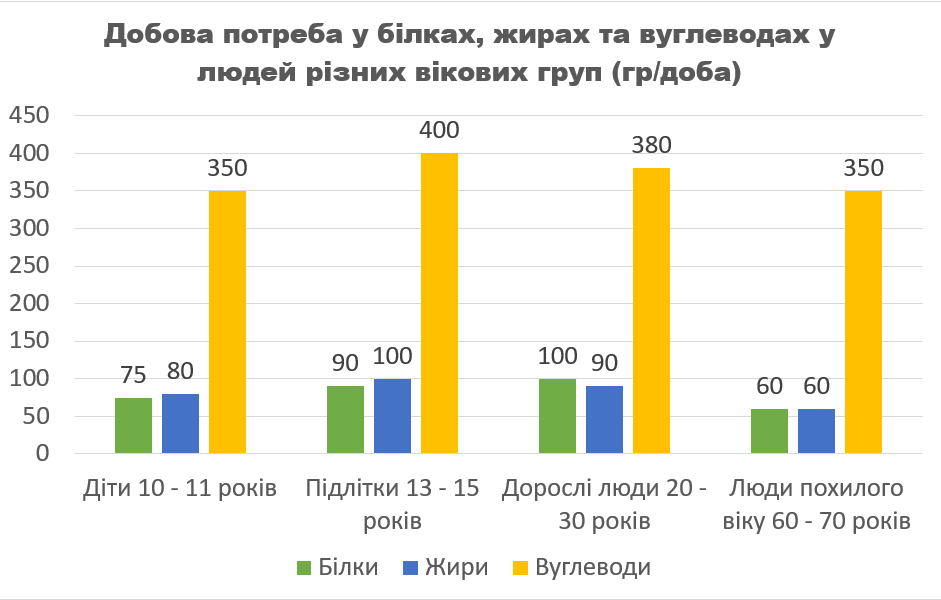 Добова потреба у білках, жирах та вуглеводах у
людей різних вікових груп (гр/доба)
450
400
350
300
250
200
150
100
50
0
75
80
350
90
100
400
100
90
380
60
60
350
Діти 10 - 11 років
Підлітки 13 - 15
років
Дорослі люди 20 -
30 років
Люди похилого
віку 60 - 70 років
Білки
Жири
Вуглеводи